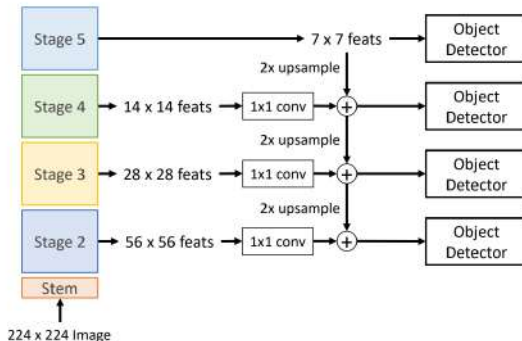 Stage 5
7 x 7 feats
Object
Detector
2x upsample
Stage 4
14 x 14 feats
1x1 conv
+
Object
Detector
2x upsample
Stage 3
28 x 28 feats
1x1 conv
+
Object
Detector
2x upsample
Stage 2
56 x 56 feats
1x1 conv
+
Object
Detector
Stem
224 x 224 Image